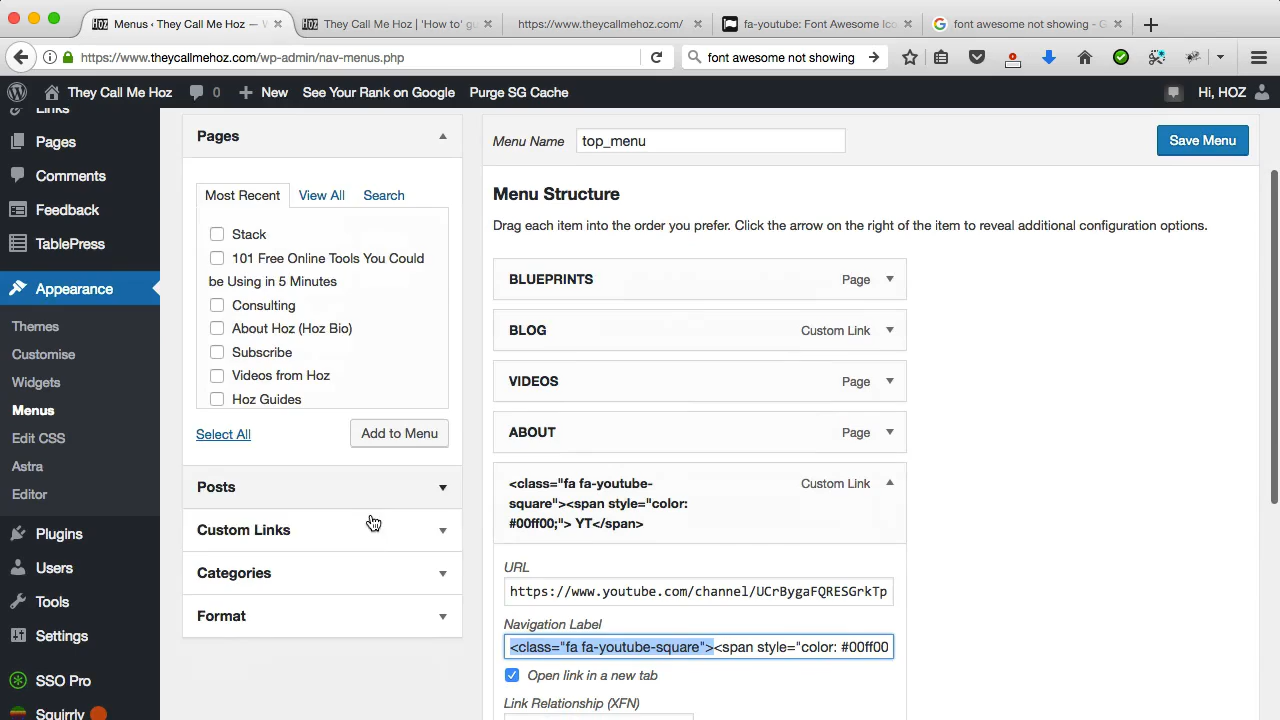 Menus ‹ They Call Me Hoz —
They Call Me Hoz | 'How to' gu
https://www.theycallmehoz.com/
fa-youtube: Font Awesome Ico
font awesome not showing - G
https://www.theycallmehoz.com/wp-admin/nav-menus.php
font awesome not showing
They Call Me Hoz
0
New
See Your Rank on Google
Purge SG Cache
Hi, HOZ
Links
Pages
Comments
Feedback
TablePress
Appearance
Themes
Customise
Widgets
Menus
Edit CSS
Astra
Editor
Plugins
Users
Tools
Settings
SSO Pro
Squirrly
Pages
Most Recent
View All
Search
Stack
101 Free Online Tools You Could
be Using in 5 Minutes
Consulting
About Hoz (Hoz Bio)
Subscribe
Videos from Hoz
Hoz Guides
Select All
Add to Menu
Posts
Custom Links
Categories
Format
Menu Name
top_menu
Save Menu
Menu Structure
Drag each item into the order you prefer. Click the arrow on the right of the item to reveal additional configuration options.
BLUEPRINTS
Page
BLOG
Custom Link
VIDEOS
Page
ABOUT
Page
<class="fa fa-youtube-
square"><span style="color:
#00ff00;"> YT</span>
Custom Link
URL
https://www.youtube.com/channel/UCrBygaFQRESGrkTp
Navigation Label
<class="fa fa-youtube-square"><span style="color: #00ff00
Open link in a new tab
Link Relationship (XFN)